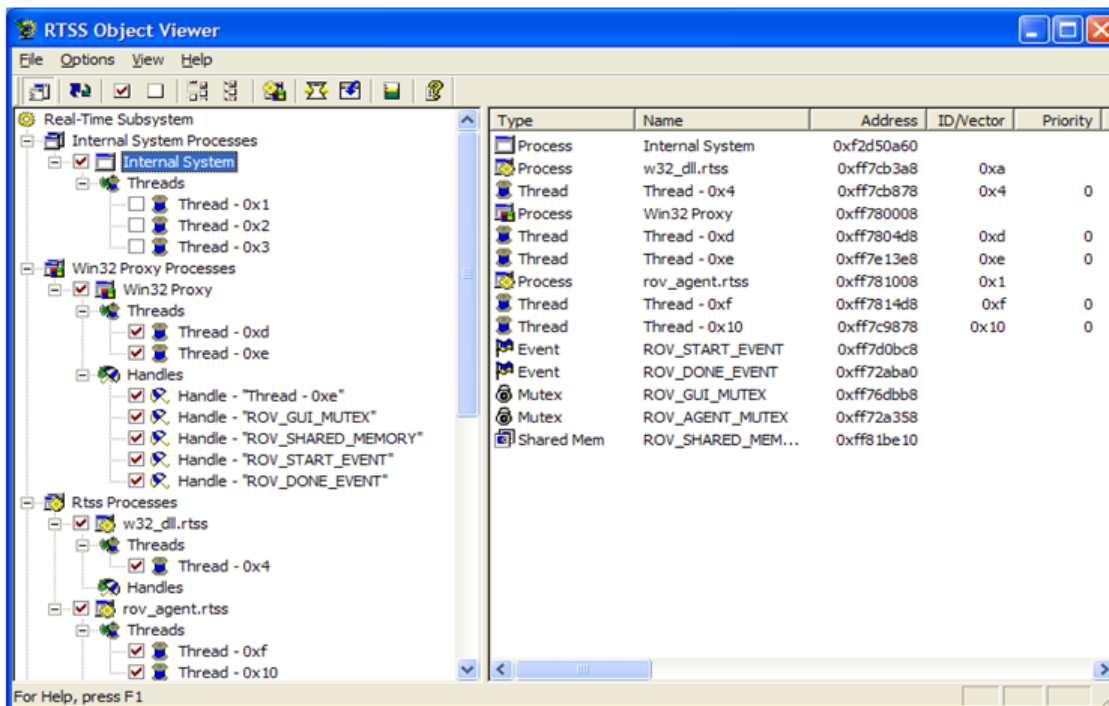 RTSS Object Viewer
File Options View Help
Real-Time Subsystem
Internal System Processes
Internal System
Threads
Thread - 0x1
Thread - 0x2
Thread - 0x3
Win32 Proxy Processes
Win32 Proxy
Threads
Thread - 0xd
Thread - 0xe
Handles
Handle - "Thread - 0xe"
Handle - "ROV_GUI_MUTEX"
Handle - "ROV_SHARED_MEMORY"
Handle - "ROV_START_EVENT"
Handle - "ROV_DONE_EVENT"
Rtss Processes
w32_dll.rtss
Threads
Thread - 0x4
Handles
rov_agent.rtss
Threads
Thread - 0xf
Thread - 0x10
Type Name Address ID/Vector Priority
Process Internal System 0xf2d50a60
Process w32_dll.rtss 0xff7cb3a8 0xa
Thread Thread - 0x4 0xff7cb878 0x4 0
Process Win32 Proxy 0xff780008
Thread Thread - 0xd 0xff7804d8 0xd 0
Thread Thread - 0xe 0xff7e13e8 0xe 0
Process rov_agent.rtss 0xff781008 0x1
Thread Thread - 0xf 0xff7814d8 0xf 0
Thread Thread - 0x10 0xff7c9878 0x10 0
Event ROV_START_EVENT 0xff7d0bc8
Event ROV_DONE_EVENT 0xff72aba0
Mutex ROV_GUI_MUTEX 0xff76dbb8
Mutex ROV_AGENT_MUTEX 0xff72a358
Shared Mem ROV_SHARED_MEM... 0xff81be10
For Help, press F1